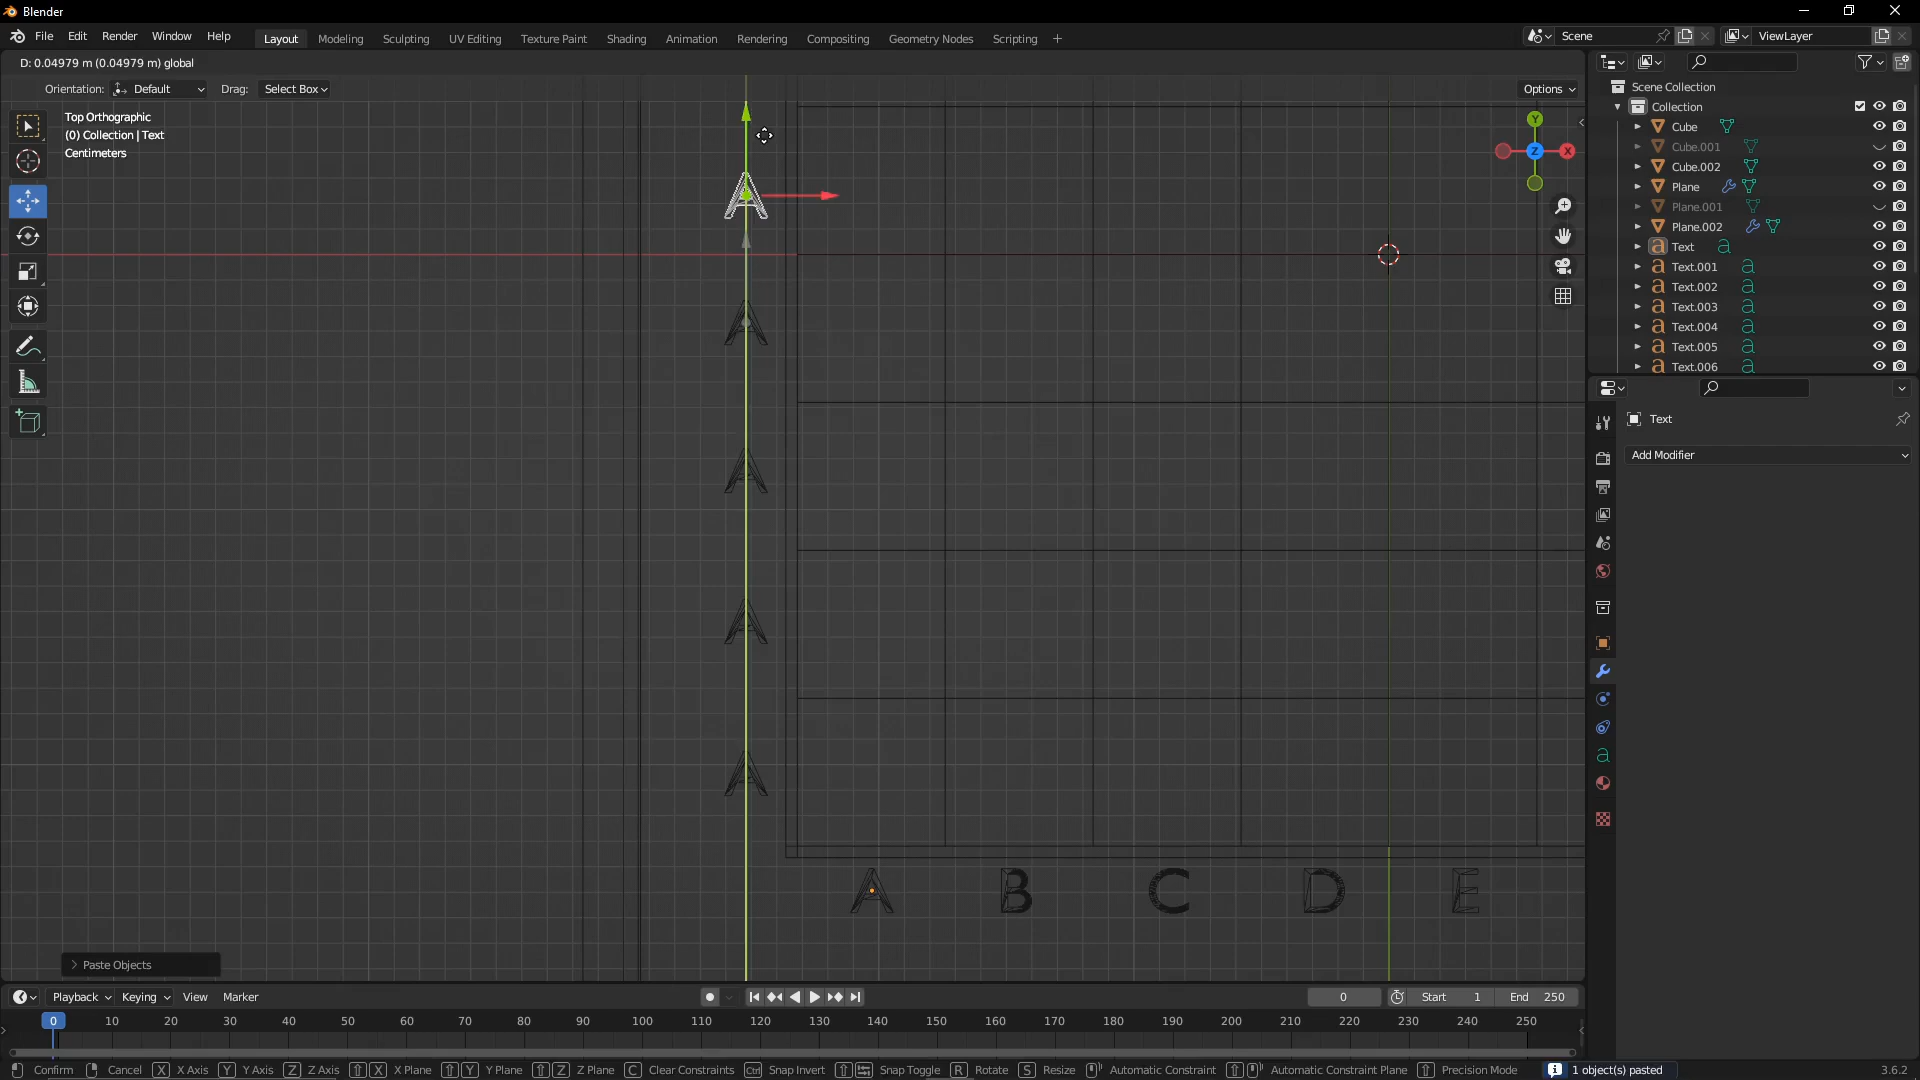 Blender
File Edit Render Window Help
Layout Modeling Sculpting UV Editing Texture Paint Shading Animation Rendering Compositing Geometry Nodes Scripting +
Scene
ViewLayer
D: 0.04979 m (0.04979 m) global
Orientation: Default Drag: Select Box
Options
Top Orthographic
(0) Collection | Text
Centimeters
Y
Z
X
Scene Collection
Collection
Cube
Cube.001
Cube.002
Plane
Plane.001
Plane.002
Text
Text.001
Text.002
Text.003
Text.004
Text.005
Text.006
Text
Add Modifier
A
A
A
A
A
A B C D E
Paste Objects
Playback Keying View Marker
0
Start 1
End 250
0 10 20 30 40 50 60 70 80 90 100 110 120 130 140 150 160 170 180 190 200 210 220 230 240 250
Confirm Cancel X X Axis Y Y Axis Z Z Axis X X Plane Y Y Plane Z Z Plane C Clear Constraints Ctrl Snap Invert Snap Toggle R Rotate S Resize Automatic Constraint Automatic Constraint Plane Precision Mode
1 object(s) pasted
3.6.2